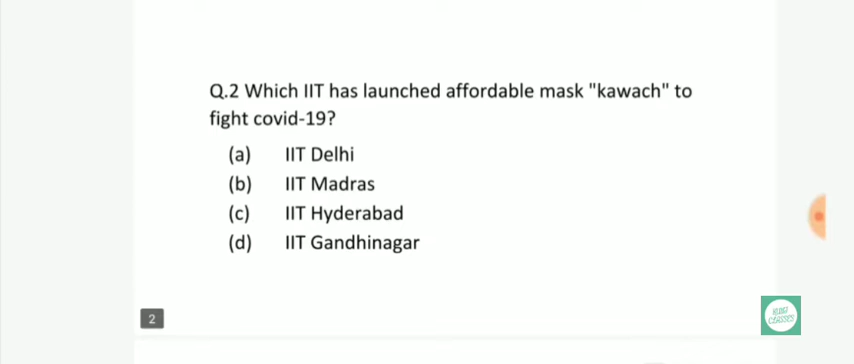 Q.2 Which IIT has launched affordable mask "kawach" to
fight covid-19?
(a) IIT Delhi
(b) IIT Madras
(c) IIT Hyderabad
(d) IIT Gandhinagar
2
CLASSES